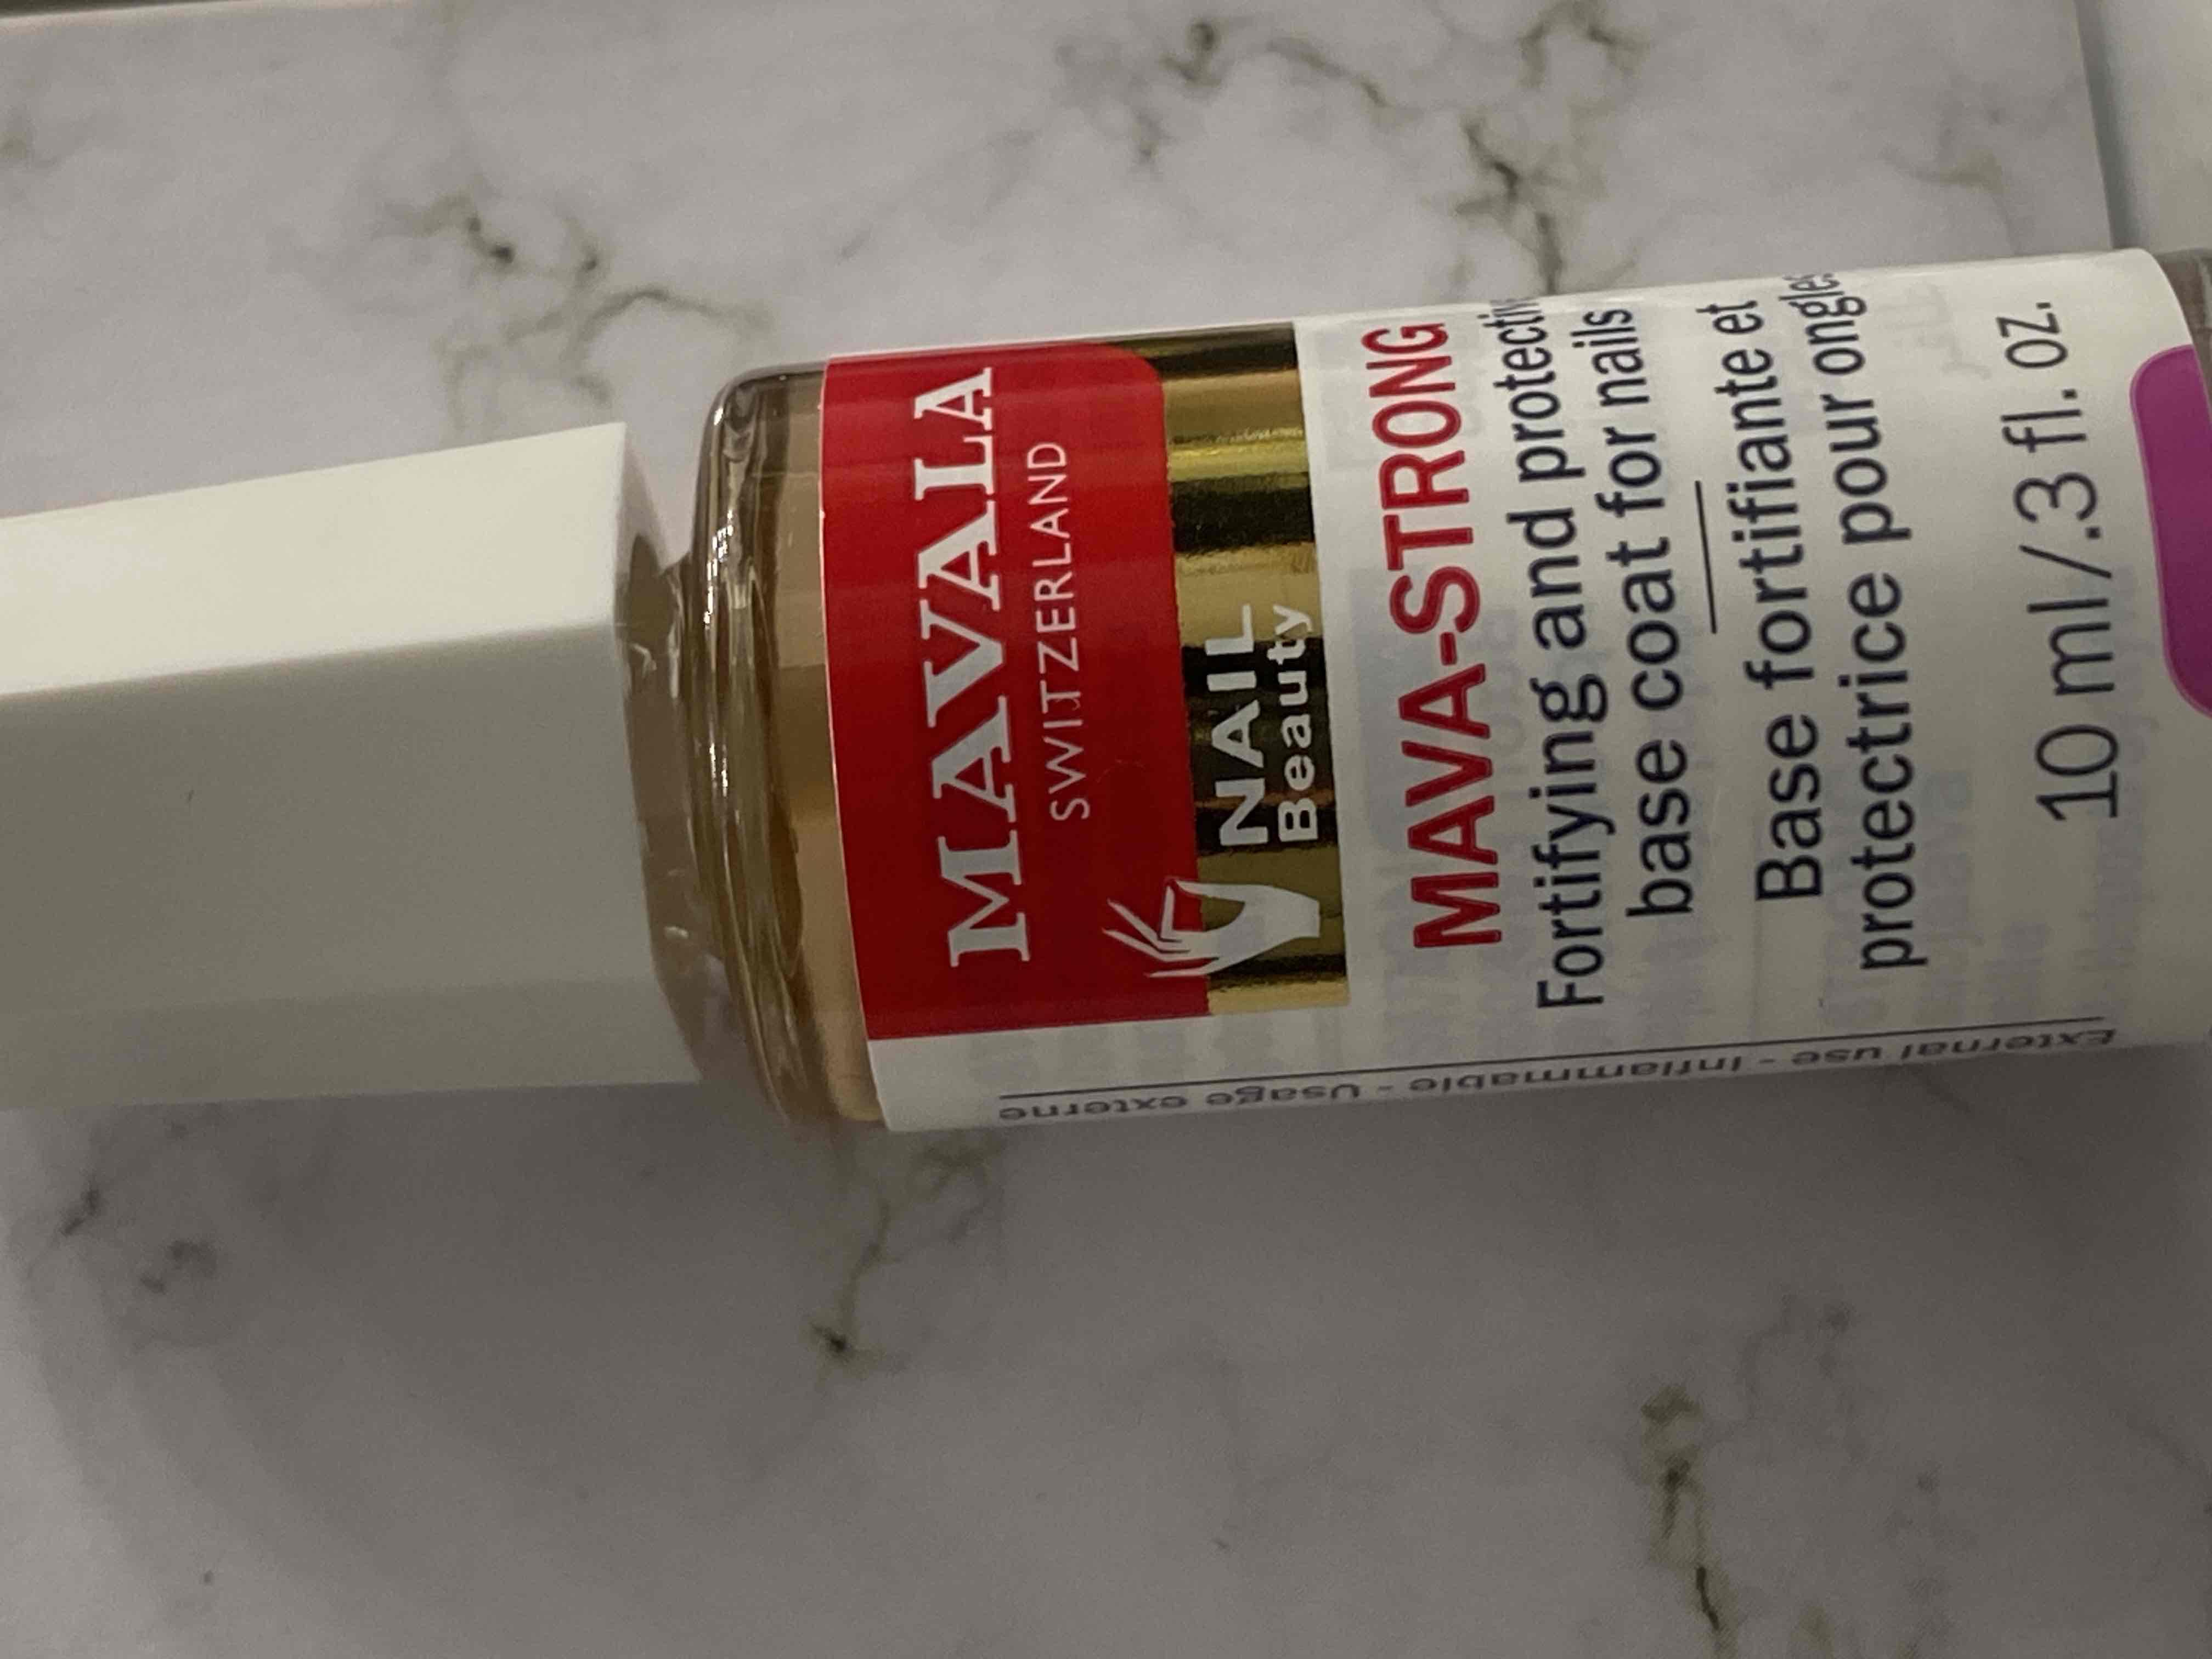 MAVALA
SWITZERLAND
NAIL
Beauty
MAVA-STRONG
Fortifying and protectiv
base coat for nails
Base fortifiante et
protectrice pour ongles
10 ml/.3 fl. oz.
External use - Inflammable - Usage externe